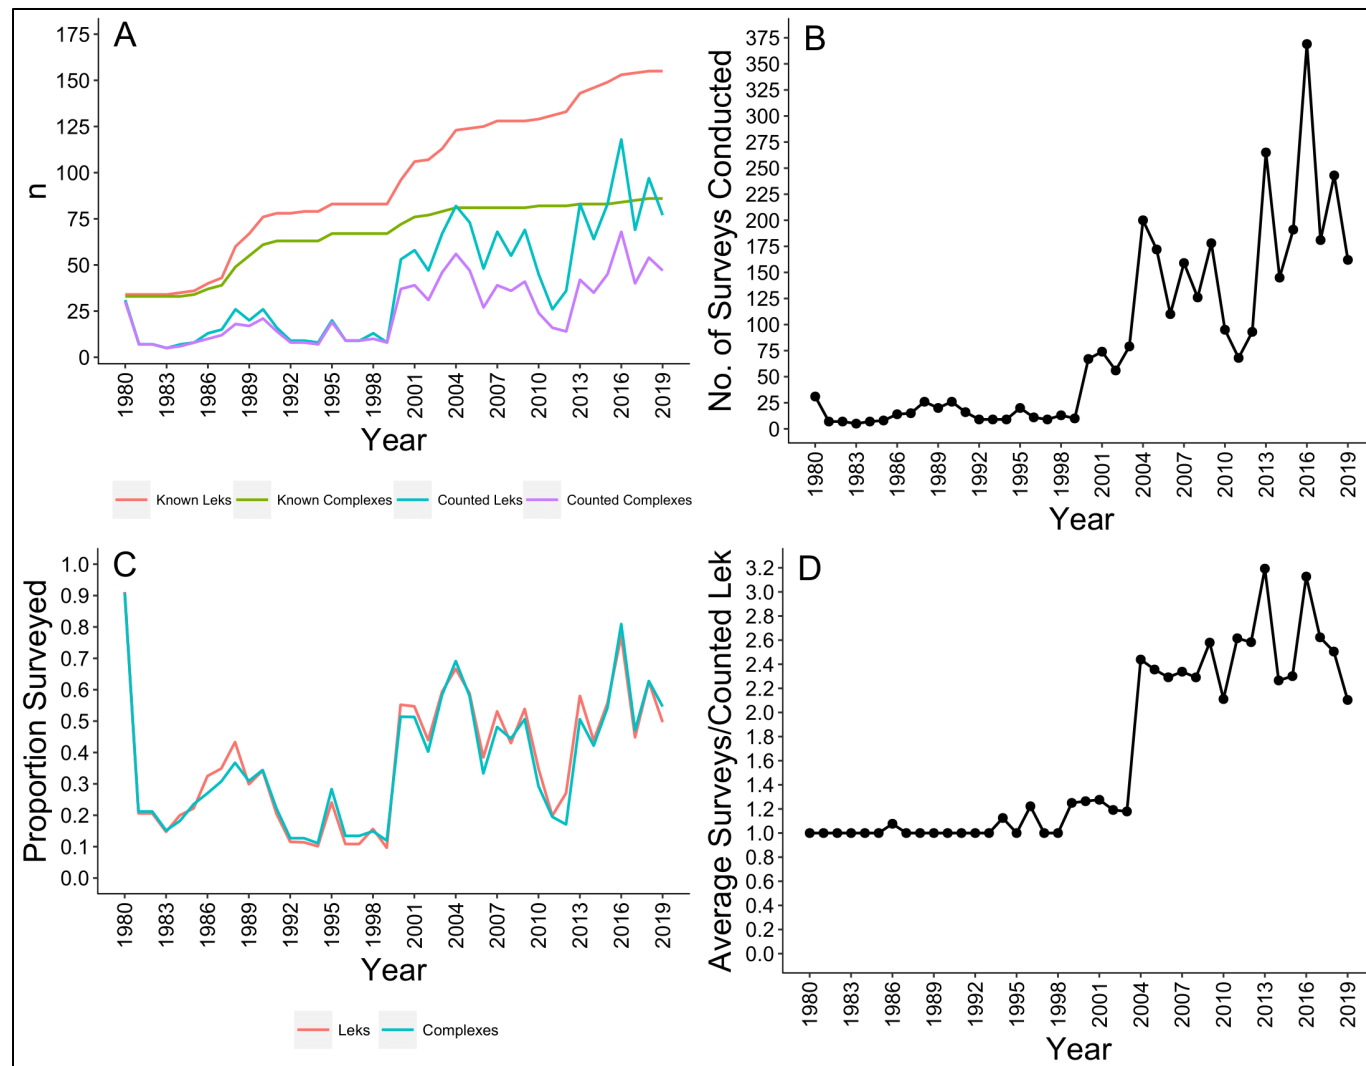 A
175
150
125
100
75
50
25
0
n
1980 1983 1986 1989 1992 1995 1998 2001 2004 2007 2010 2013 2016 2019
Year
Known Leks Known Complexes Counted Leks Counted Complexes
B
375
350
325
300
275
250
225
200
175
150
125
100
75
50
25
0
No. of Surveys Conducted
1980 1983 1986 1989 1992 1995 1998 2001 2004 2007 2010 2013 2016 2019
Year
C
1.0
0.9
0.8
0.7
0.6
0.5
0.4
0.3
0.2
0.1
0.0
Proportion Surveyed
1980 1983 1986 1989 1992 1995 1998 2001 2004 2007 2010 2013 2016 2019
Year
Leks Complexes
D
3.2
3.0
2.8
2.6
2.4
2.2
2.0
1.8
1.6
1.4
1.2
1.0
0.8
0.6
0.4
0.2
0.0
Average Surveys/Counted Lek
1980 1983 1986 1989 1992 1995 1998 2001 2004 2007 2010 2013 2016 2019
Year